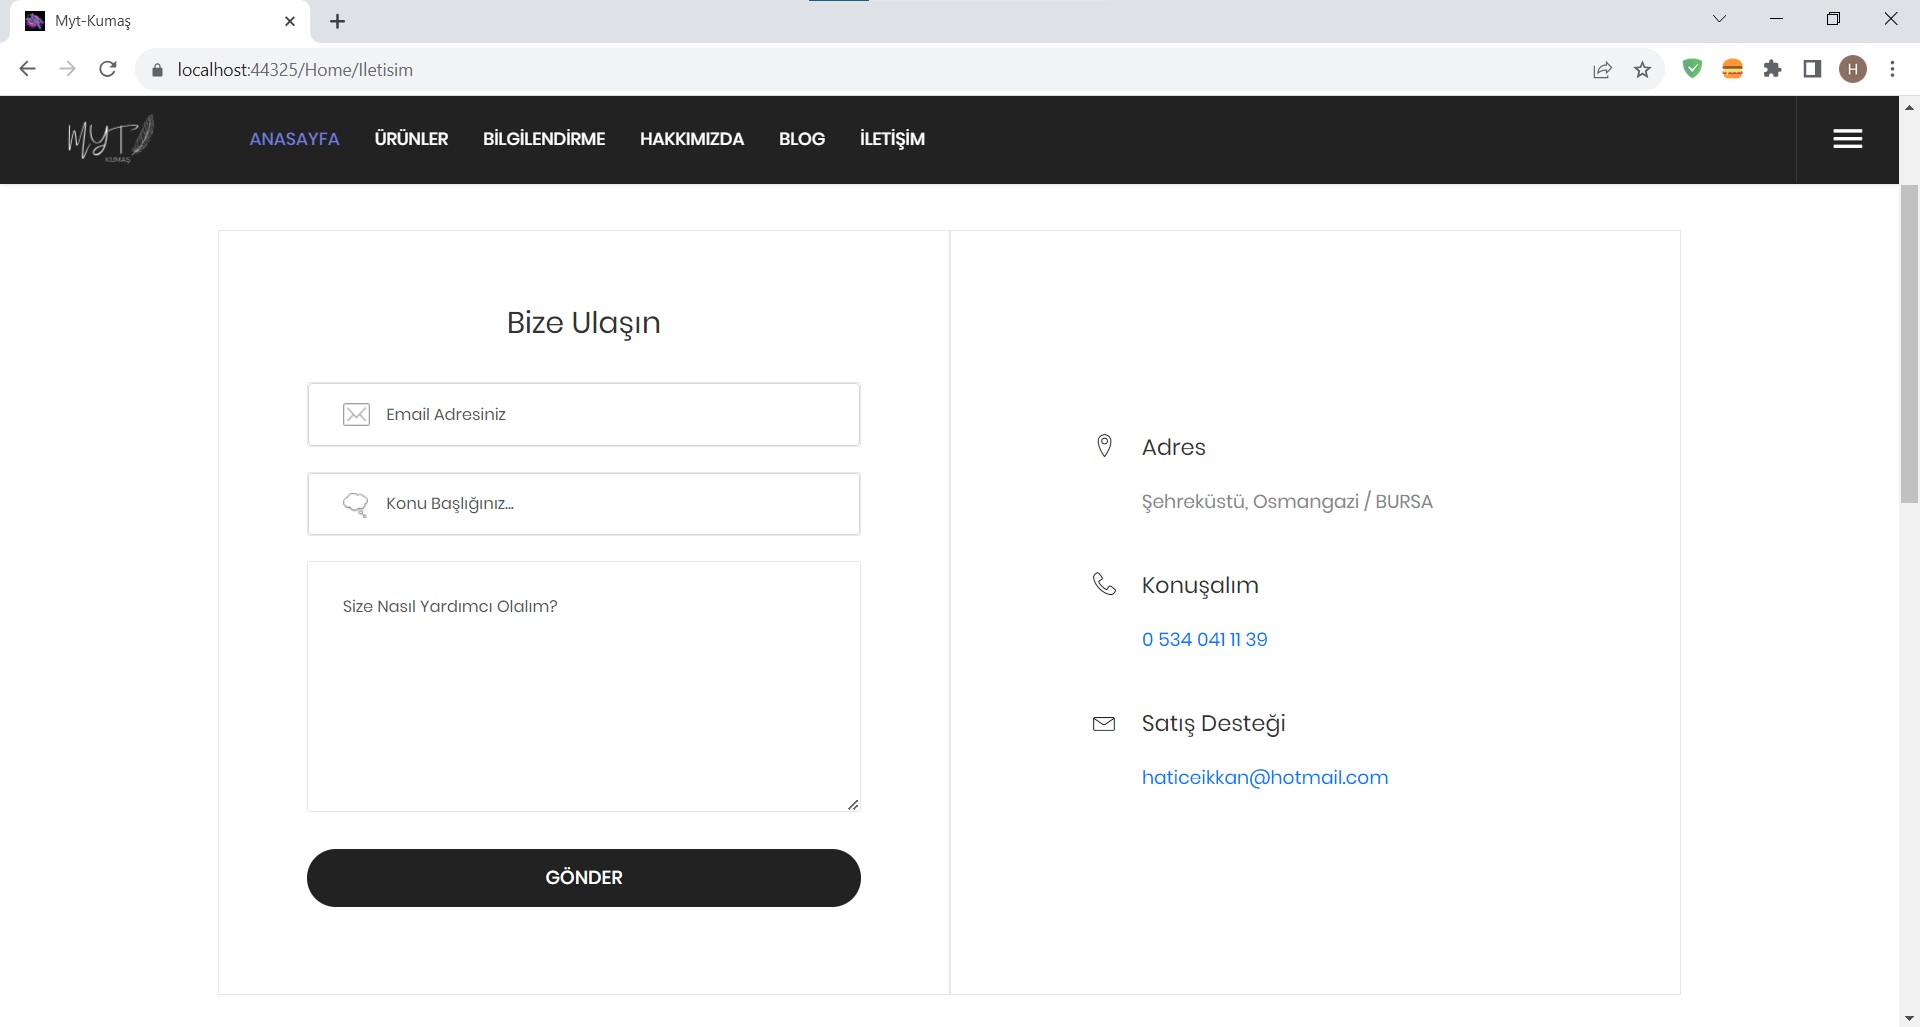 Myt-Kumaş
localhost:44325/Home/Iletisim
H
MYT
KUMAŞ
ANASAYFA ÜRÜNLER BİLGİLENDİRME HAKKIMIZDA BLOG İLETİŞİM
Bize Ulaşın
Email Adresiniz
Konu Başlığınız...
Size Nasıl Yardımcı Olalım?
GÖNDER
Adres
Şehreküstü, Osmangazi / BURSA
Konuşalım
0 534 041 11 39
Satış Desteği
haticeikkan@hotmail.com